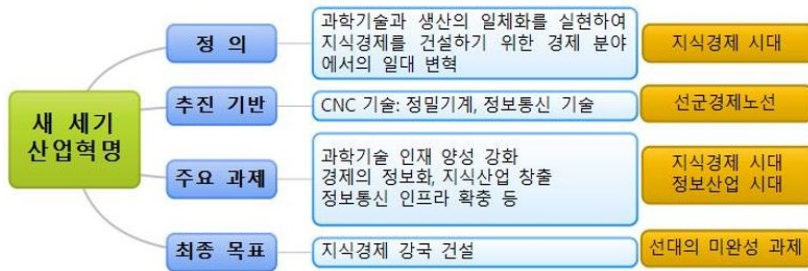 새 세기
산업혁명
정 의
과학기술과 생산의 일체화를 실현하여
지식경제를 건설하기 위한 경제 분야
에서의 일대 변혁
지식경제 시대
추진 기반
CNC 기술: 정밀기계, 정보통신 기술
선군경제노선
주요 과제
과학기술 인재 양성 강화
경제의 정보화, 지식산업 창출
정보통신 인프라 확충 등
지식경제 시대
정보산업 시대
최종 목표
지식경제 강국 건설
선대의 미완성 과제